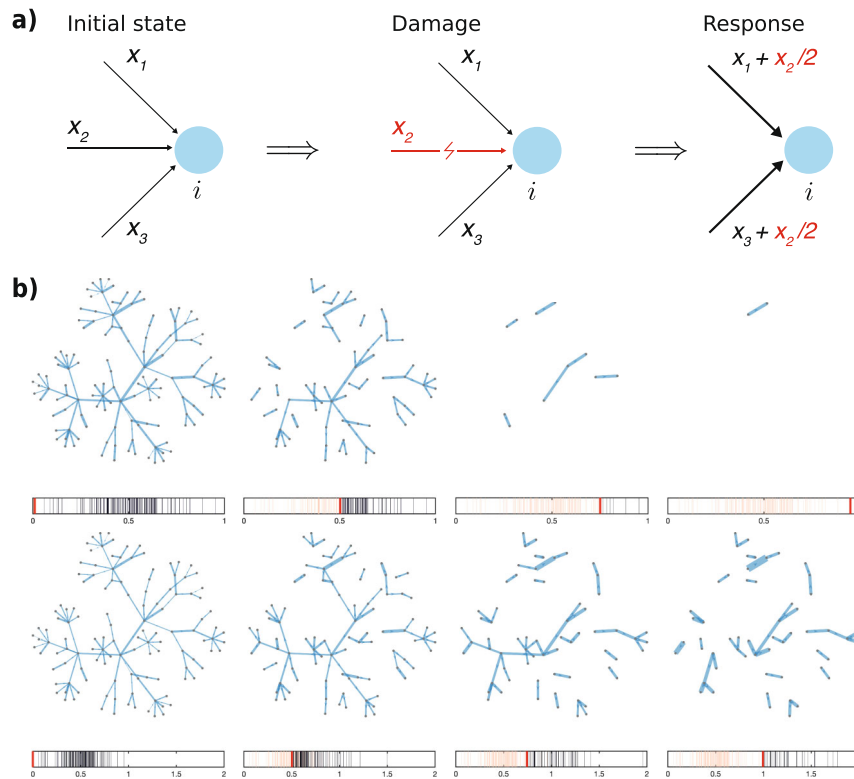 a) Initial state Damage Response
x1 x1 x1 + x2/2
x2 x2
i i i
x3 x3 x3 + x2/2
b)
0 0.5 1 0 0.5 1 0 0.5 1 0 0.5
0 0.5 1 1.5 2 0 0.5 1 1.5 2 0 0.5 1 1.5 2 0 0.5 1 1.5